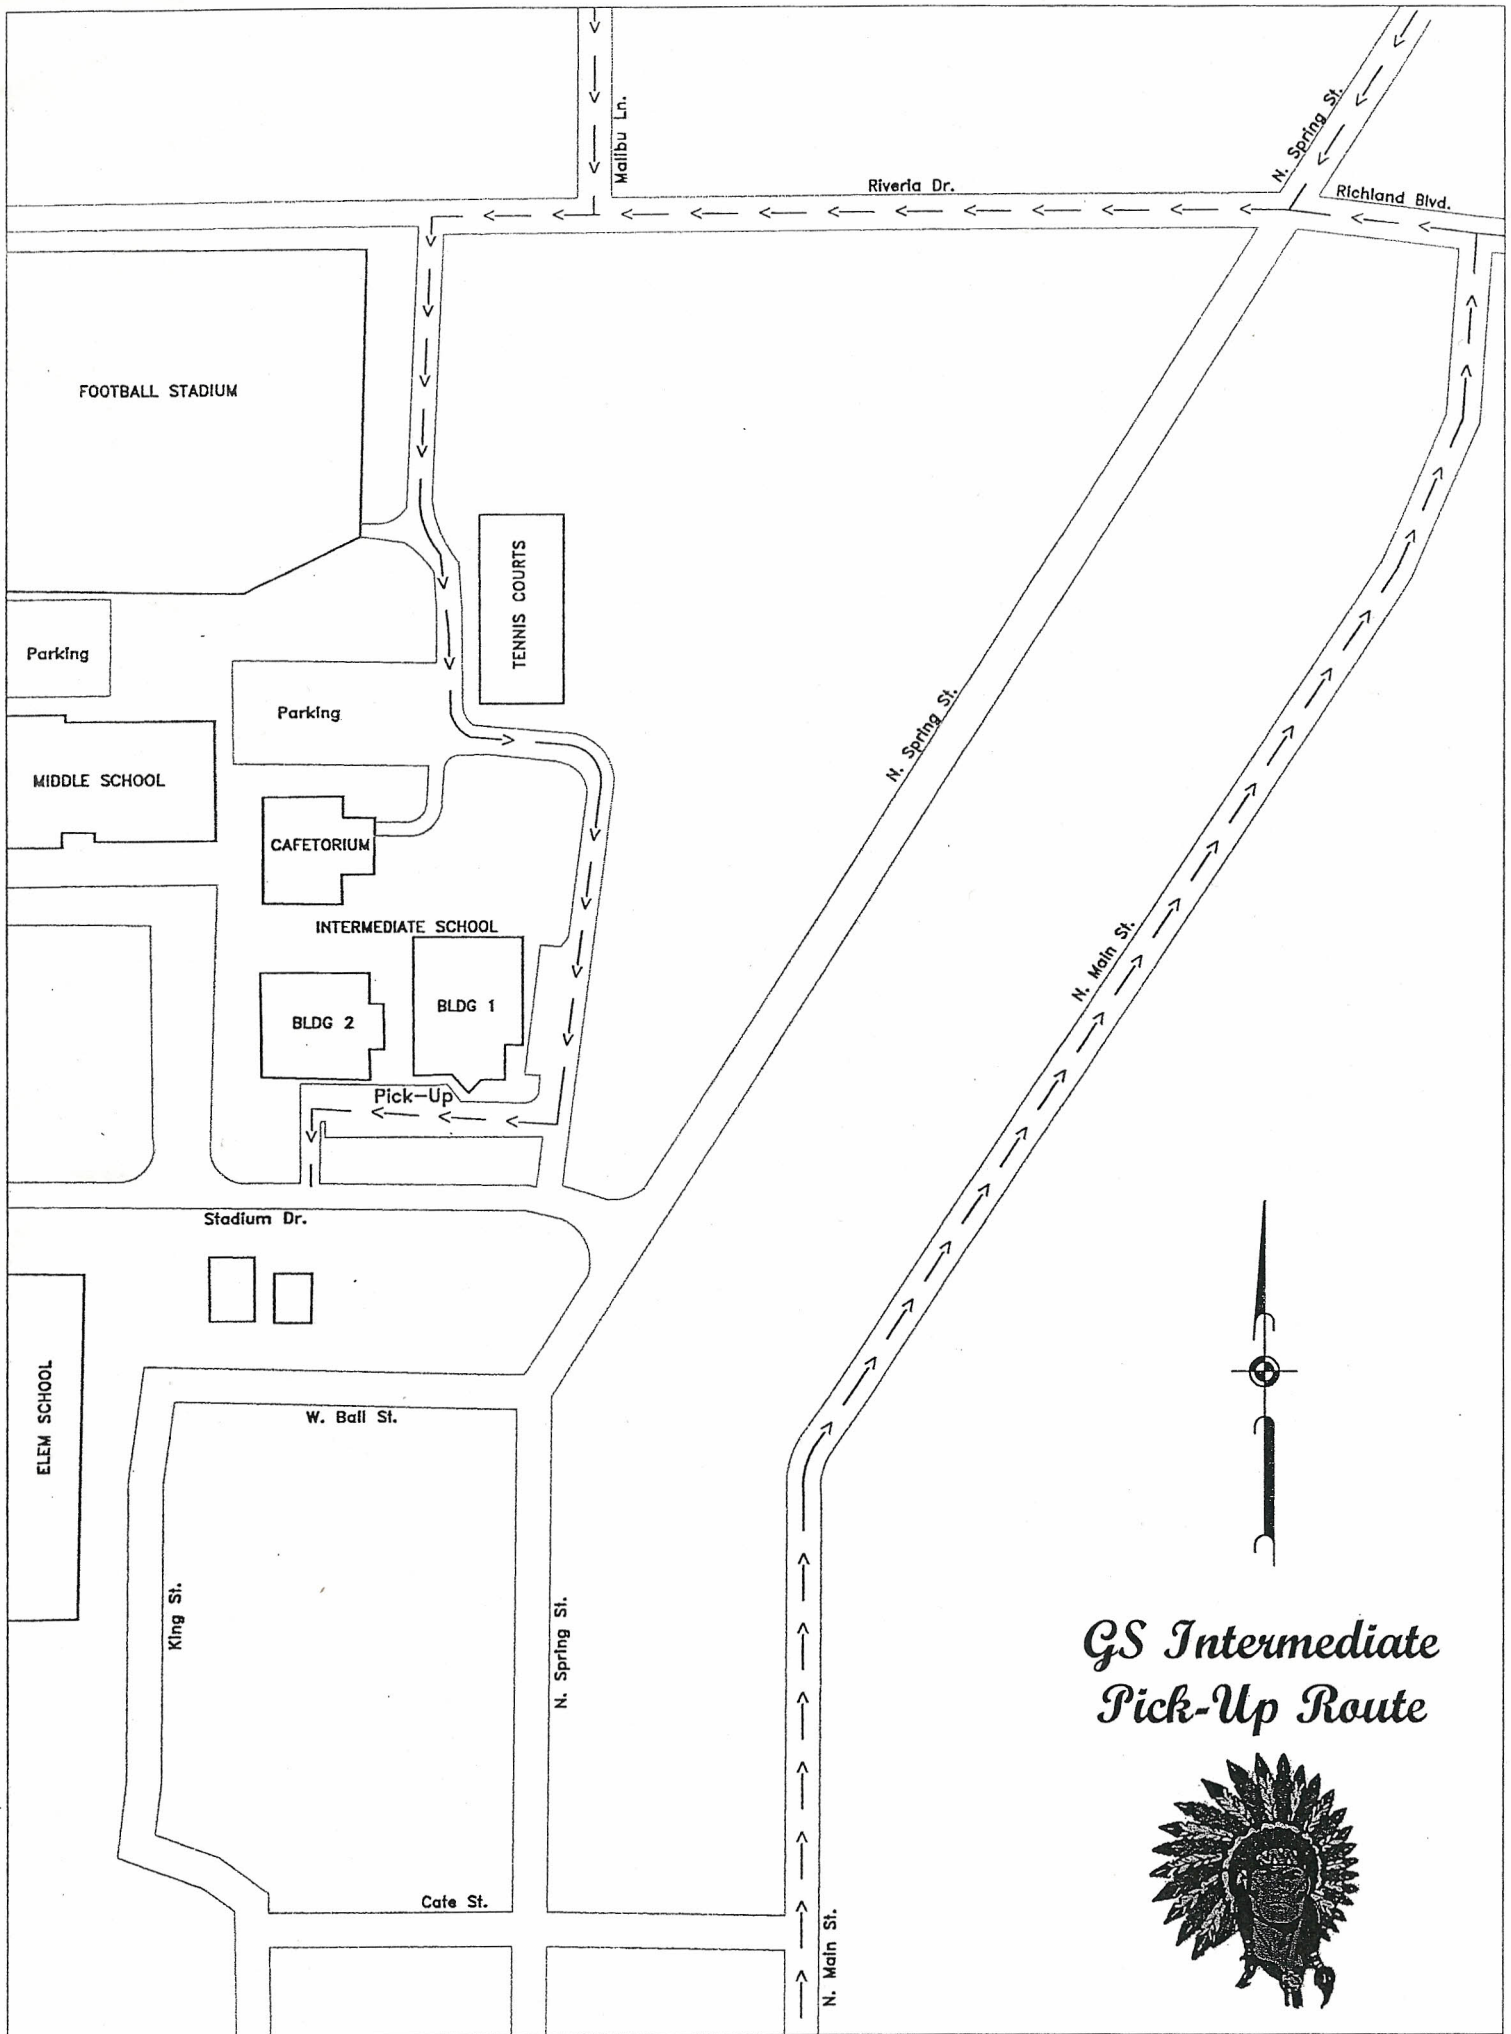 Malibu Ln.
N. Spring St.
Riveria Dr.
Richland Blvd.
FOOTBALL STADIUM
TENNIS COURTS
Parking
Parking
N. Spring St.
MIDDLE SCHOOL
CAFETORIUM
INTERMEDIATE SCHOOL
N. Main St.
BLDG 1
BLDG 2
Pick-Up
Stadium Dr.
ELEM SCHOOL
W. Ball St.
King St.
N. Spring St.
GS Intermediate
Pick-Up Route
Cate St.
N. Main St.